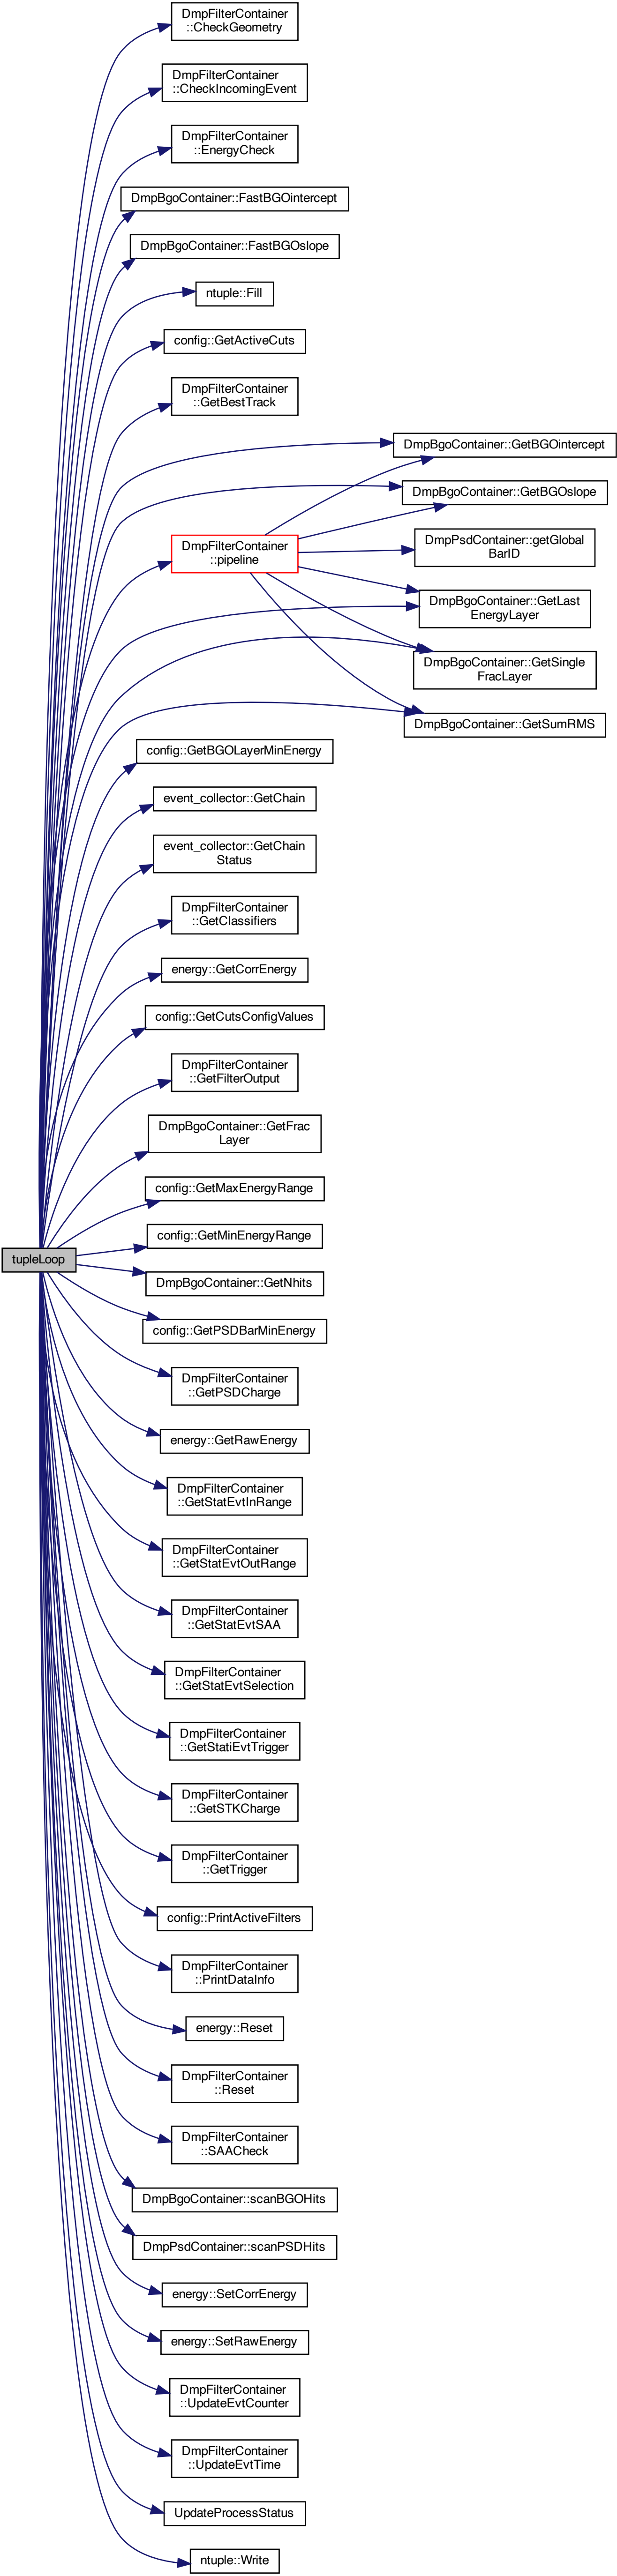 DmpFilterContainer
::CheckGeometry
DmpFilterContainer
::CheckIncomingEvent
DmpFilterContainer
::EnergyCheck
DmpBgoContainer::FastBGOintercept
DmpBgoContainer::FastBGOslope
ntuple::Fill
config::GetActiveCuts
DmpFilterContainer
::GetBestTrack
DmpBgoContainer::GetBGOintercept
DmpBgoContainer::GetBGOslope
DmpFilterContainer
::pipeline
DmpPsdContainer::getGlobal
BarID
DmpBgoContainer::GetLast
EnergyLayer
DmpBgoContainer::GetSingle
FracLayer
DmpBgoContainer::GetSumRMS
config::GetBGOLayerMinEnergy
event_collector::GetChain
event_collector::GetChain
Status
DmpFilterContainer
::GetClassifiers
energy::GetCorrEnergy
config::GetCutsConfigValues
DmpFilterContainer
::GetFilterOutput
DmpBgoContainer::GetFrac
Layer
config::GetMaxEnergyRange
config::GetMinEnergyRange
tupleLoop
DmpBgoContainer::GetNhits
config::GetPSDBarMinEnergy
DmpFilterContainer
::GetPSDCharge
energy::GetRawEnergy
DmpFilterContainer
::GetStatEvtInRange
DmpFilterContainer
::GetStatEvtOutRange
DmpFilterContainer
::GetStatEvtSAA
DmpFilterContainer
::GetStatEvtSelection
DmpFilterContainer
::GetStatiEvtTrigger
DmpFilterContainer
::GetSTKCharge
DmpFilterContainer
::GetTrigger
config::PrintActiveFilters
DmpFilterContainer
::PrintDataInfo
energy::Reset
DmpFilterContainer
::Reset
DmpFilterContainer
::SAACheck
DmpBgoContainer::scanBGOHits
DmpPsdContainer::scanPSDHits
energy::SetCorrEnergy
energy::SetRawEnergy
DmpFilterContainer
::UpdateEvtCounter
DmpFilterContainer
::UpdateEvtTime
UpdateProcessStatus
ntuple::Write